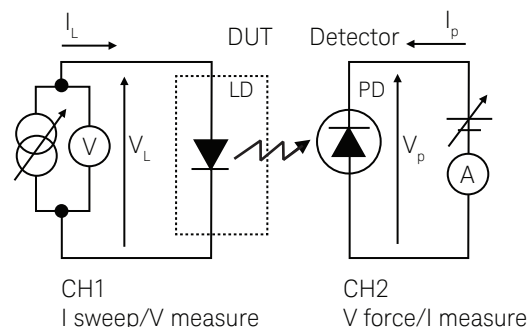 I_L
DUT
Detector
I_p
LD
PD
V
V_L
V_p
A
CH1
I sweep/V measure
CH2
V force/I measure